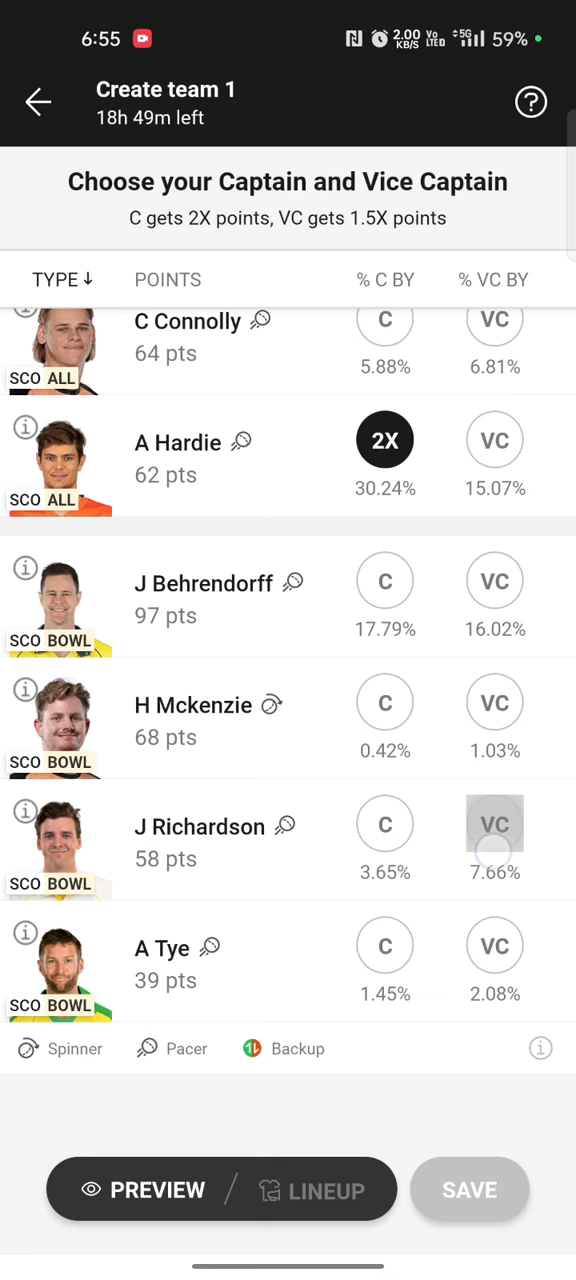 6:55 2.00 KB/S Vo LTED 5G 59%
Create team 1
18h 49m left
Choose your Captain and Vice Captain
C gets 2X points, VC gets 1.5X points
TYPE↓ POINTS % C BY % VC BY
C Connolly C VC
64 pts 5.88% 6.81%
SCO ALL
A Hardie 2X VC
62 pts 30.24% 15.07%
SCO ALL
J Behrendorff C VC
97 pts 17.79% 16.02%
SCO BOWL
H Mckenzie C VC
68 pts 0.42% 1.03%
SCO BOWL
J Richardson C VC
58 pts 3.65% 7.66%
SCO BOWL
A Tye C VC
39 pts 1.45% 2.08%
SCO BOWL
Spinner Pacer Backup
PREVIEW / LINEUP SAVE